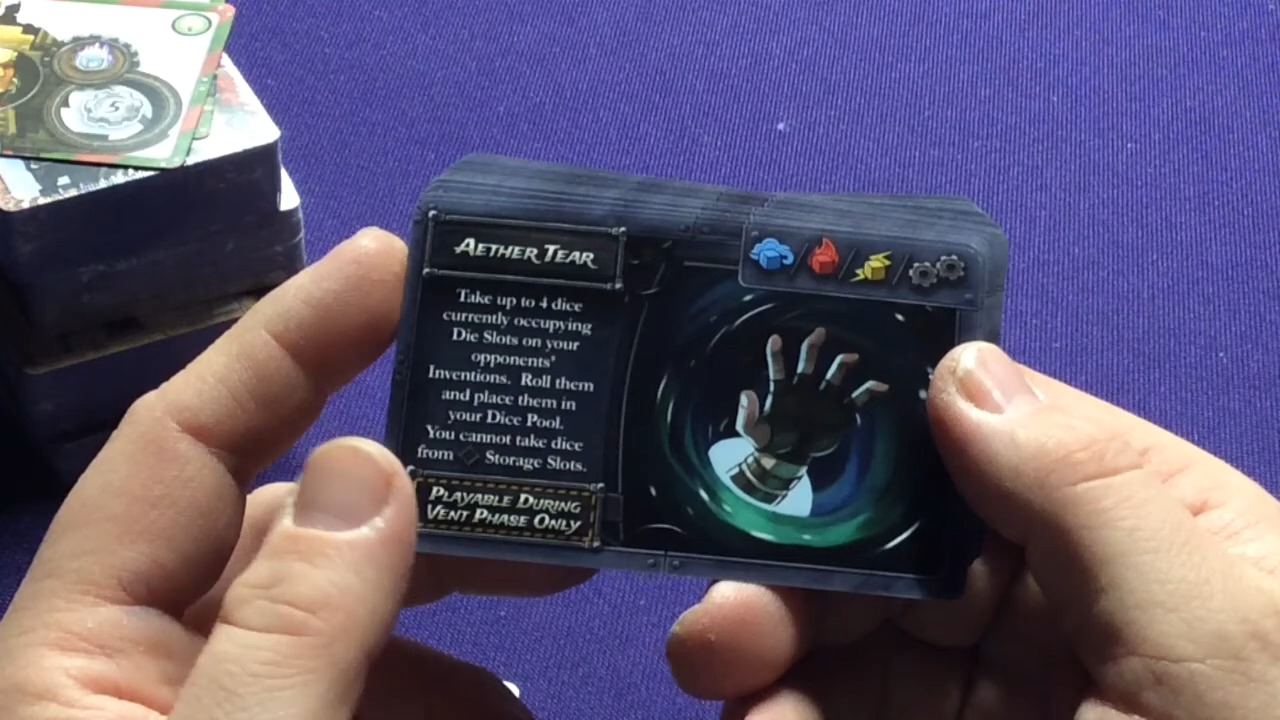 AETHER TEAR
Take up to 4 dice
currently occupying
Die Slots on your
opponents'
Inventions. Roll them
and place them in
your Dice Pool.
You cannot take dice
from Storage Slots.
PLAYABLE DURING
VENT PHASE ONLY
5